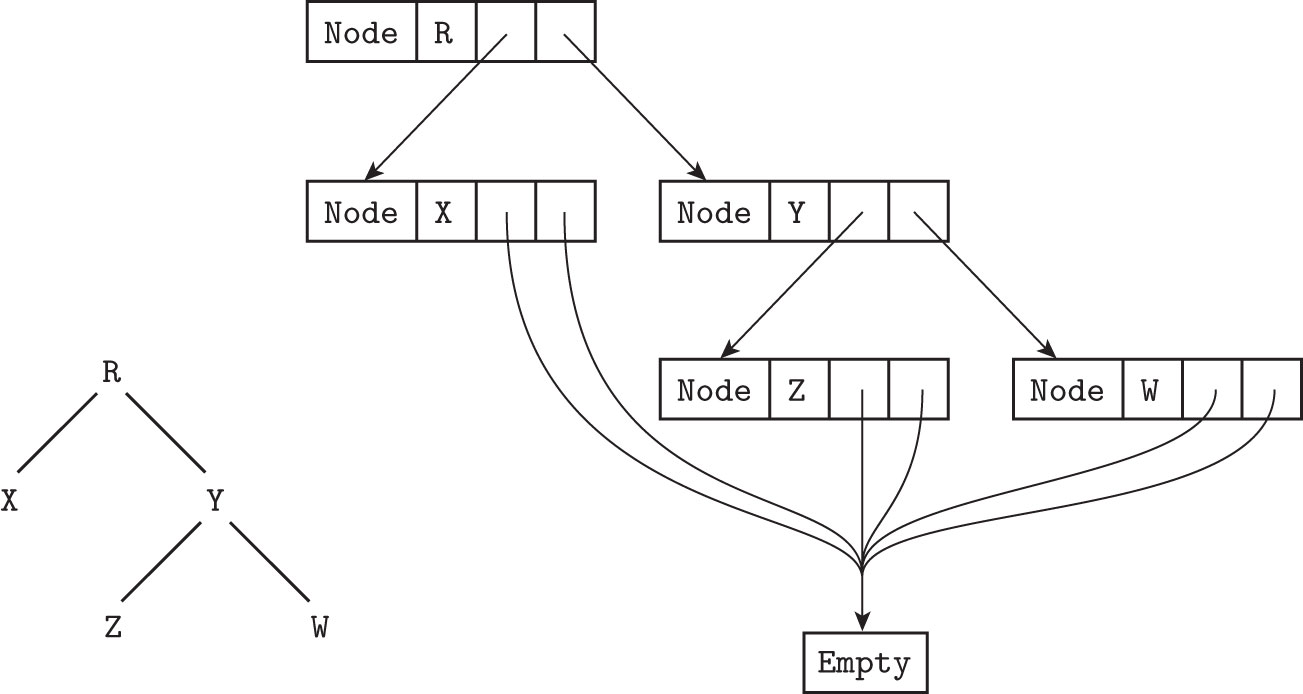 Node R
Node X Node Y
R Node Z Node W
X Y
Z W
Empty